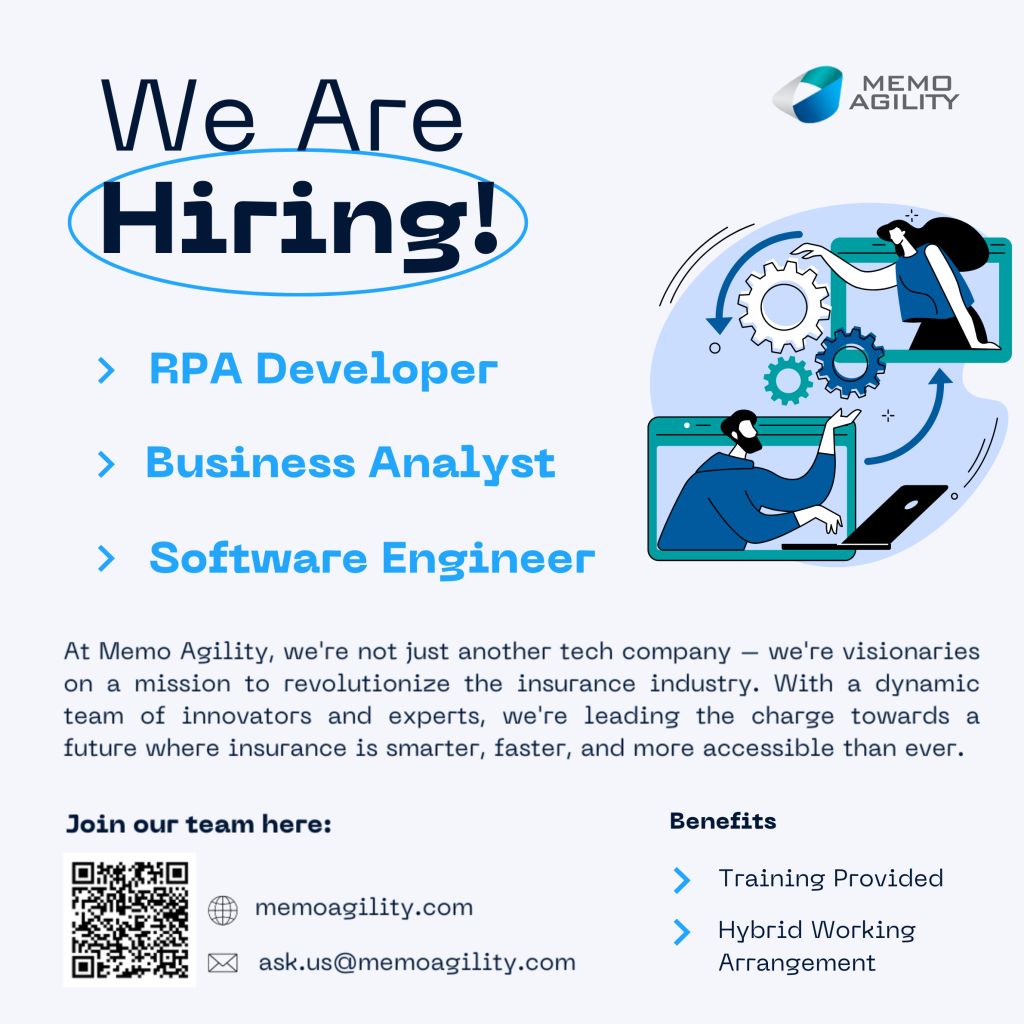 We Are
Hiring!
MEMO
AGILITY
RPA Developer
Business Analyst
Software Engineer
At Memo Agility, we're not just another tech company — we're visionaries
on a mission to revolutionize the insurance industry. With a dynamic
team of innovators and experts, we're leading the charge towards a
future where insurance is smarter, faster, and more accessible than ever.
Join our team here:
memoagility.com
ask.us@memoagility.com
Benefits
Training Provided
Hybrid Working
Arrangement